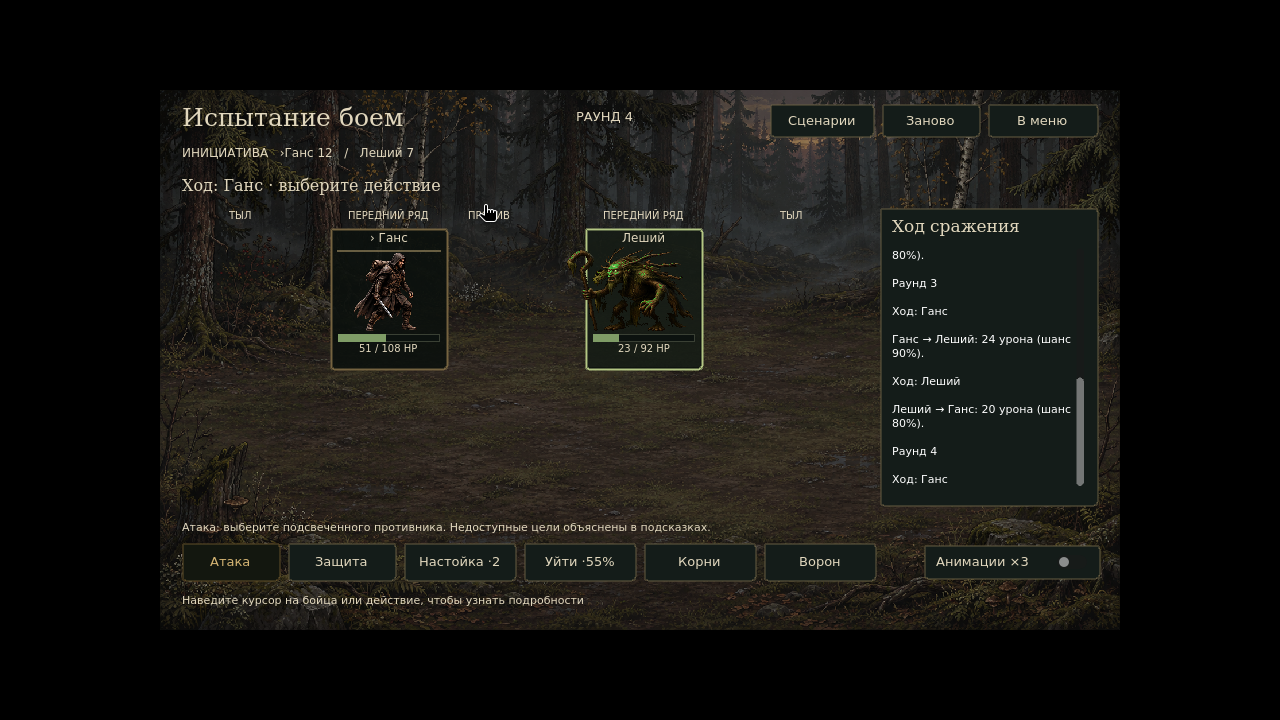 Испытание боем
РАУНД 4
Сценарии
Заново
В меню
ИНИЦИАТИВА ›Ганс 12 / Леший 7
Ход: Ганс · выберите действие
ТЫЛ
ПЕРЕДНИЙ РЯД
ПЕРЕДНИЙ РЯД
ТЫЛ
› Ганс
51 / 108 HP
Леший
23 / 92 HP
Ход сражения
80%).
Раунд 3
Ход: Ганс
Ганс → Леший: 24 урона (шанс
90%).
Ход: Леший
Леший → Ганс: 20 урона (шанс
80%).
Раунд 4
Ход: Ганс
Атака: выберите подсвеченного противника. Недоступные цели объяснены в подсказках.
Атака
Защита
Настойка ·2
Уйти ·55%
Корни
Ворон
Анимации ×3
Наведите курсор на бойца или действие, чтобы узнать подробности